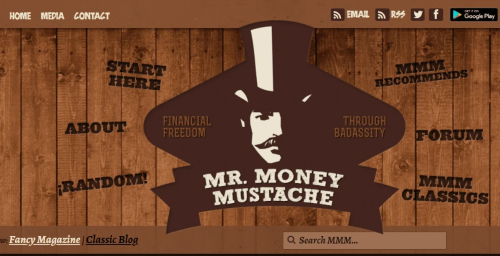 HOME MEDIA CONTACT EMAIL RSS GET IT ON Google Play
START HERE
MMM RECOMMENDS
FINANCIAL FREEDOM
THROUGH BADASSITY
ABOUT
FORUM
¡RANDOM!
MR. MONEY
MUSTACHE
MMM CLASSICS
Fancy Magazine | Classic Blog
Search MMM...